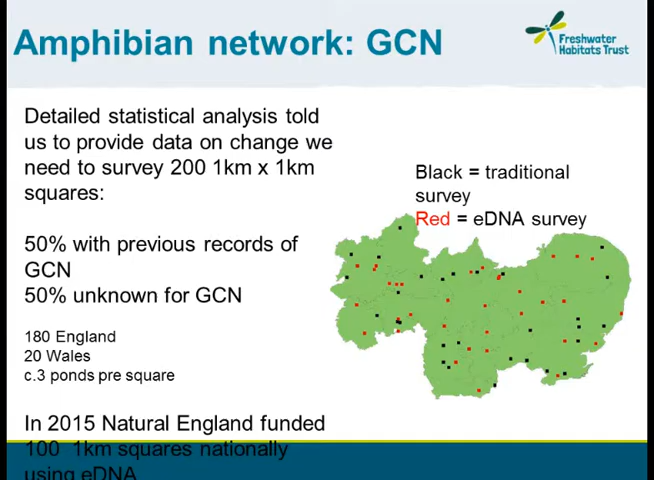 Amphibian network: GCN
Freshwater
Habitats Trust
Detailed statistical analysis told
us to provide data on change we
need to survey 200 1km x 1km
squares:
50% with previous records of
GCN
50% unknown for GCN
180 England
20 Wales
c.3 ponds pre square
In 2015 Natural England funded
100 1km squares nationally
using eDNA
Black = traditional
survey
Red = eDNA survey